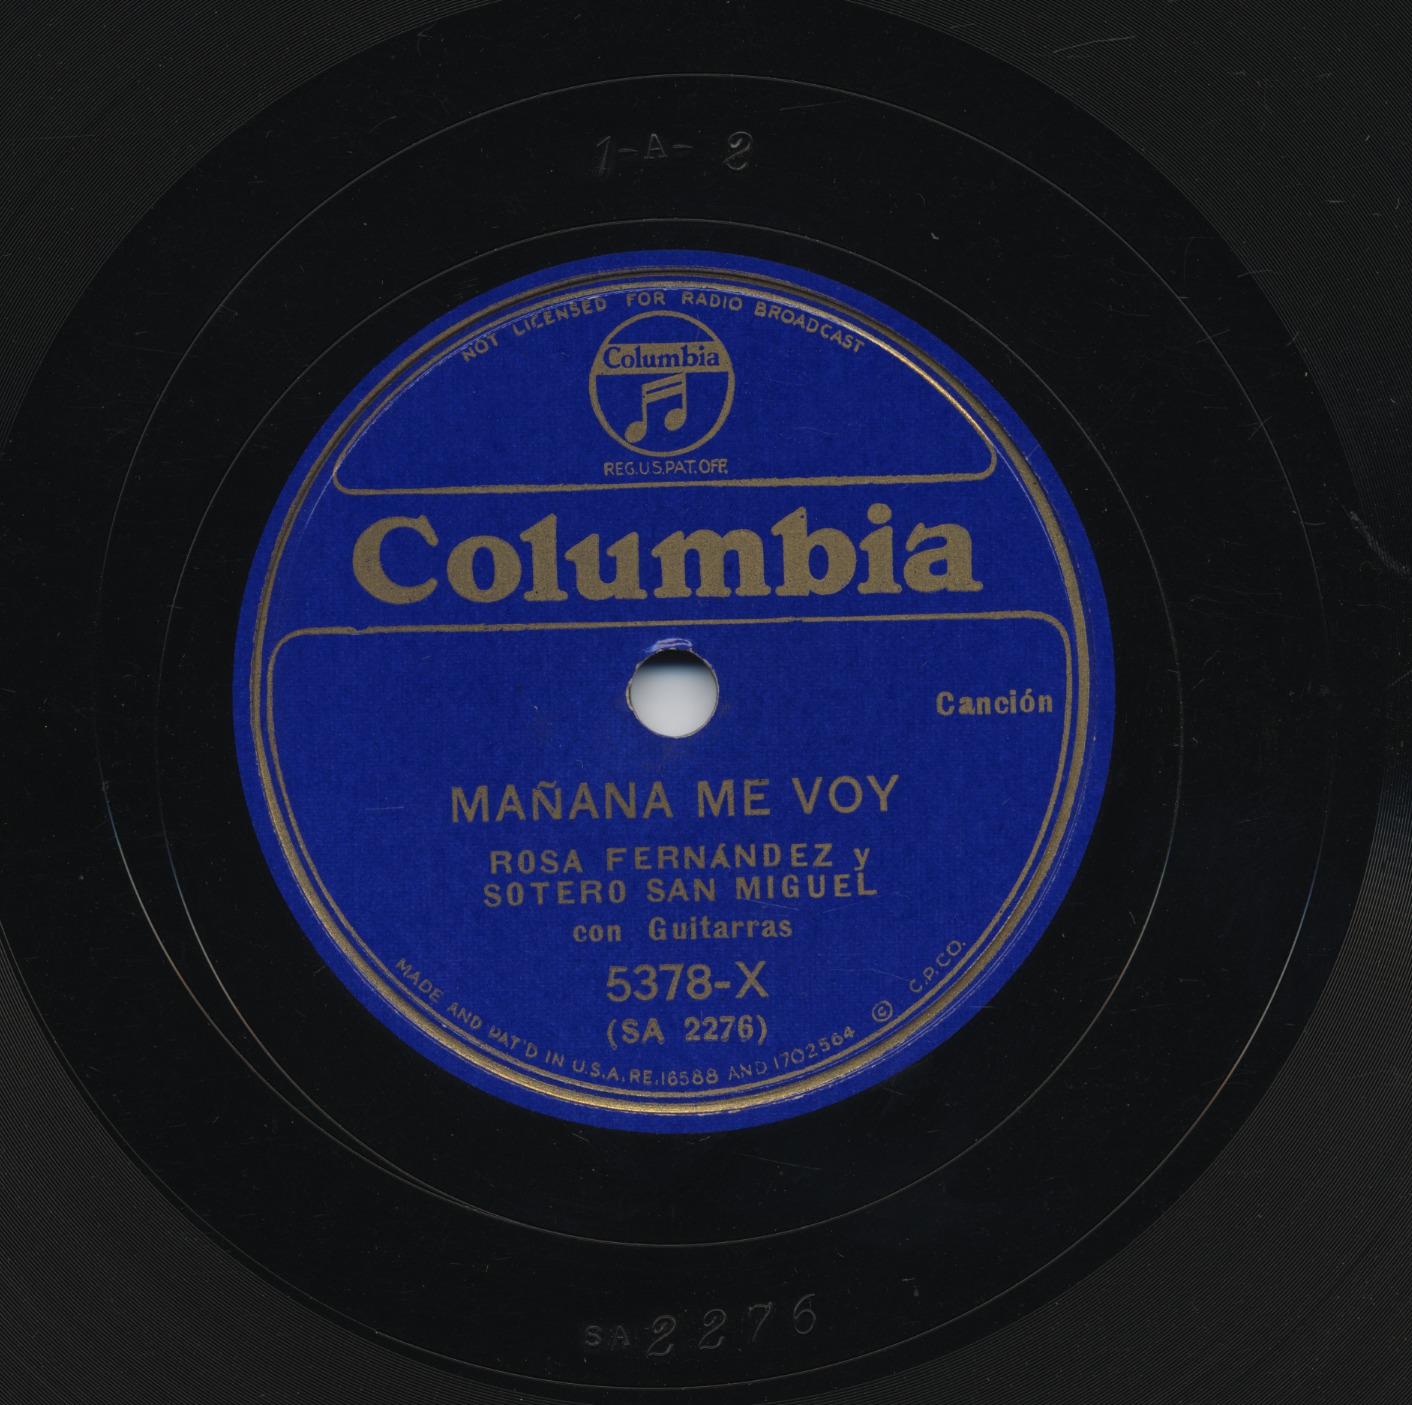 1-A- 2
NOT LICENSED FOR RADIO BROADCAST
Columbia
REG.U.S.PAT.OFF.
Columbia
Canción
MAÑANA ME VOY
ROSA FERNÁNDEZ y
SOTERO SAN MIGUEL
con Guitarras
5378-X
(SA 2276)
MADE AND PAT'D IN U.S.A. RE.16588 AND 1702564 © C.P.CO.
SA 2276